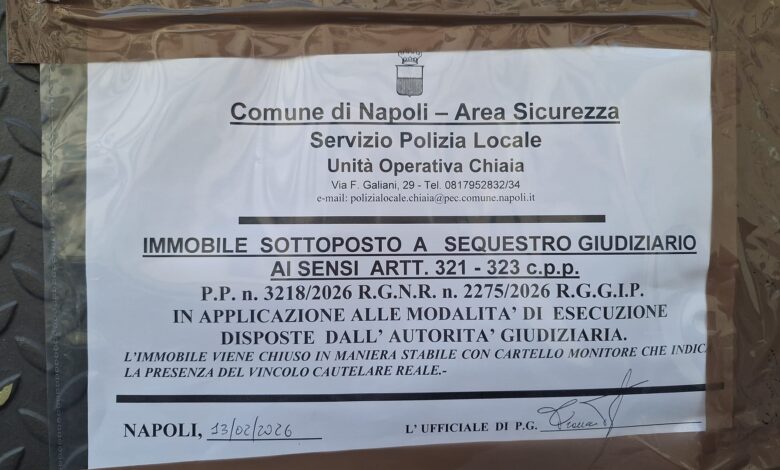 Comune di Napoli – Area Sicurezza
Servizio Polizia Locale
Unità Operativa Chiaia
Via F. Galiani, 29 - Tel. 0817952832/34
e-mail: polizialocale.chiaia@pec.comune.napoli.it
IMMOBILE SOTTOPOSTO A SEQUESTRO GIUDIZIARIO
AI SENSI ARTT. 321 - 323 c.p.p.
P.P. n. 3218/2026 R.G.N.R. n. 2275/2026 R.G.G.I.P.
IN APPLICAZIONE ALLE MODALITA' DI ESECUZIONE
DISPOSTE DALL' AUTORITA' GIUDIZIARIA.
L'IMMOBILE VIENE CHIUSO IN MANIERA STABILE CON CARTELLO MONITORE CHE INDICA
LA PRESENZA DEL VINCOLO CAUTELARE REALE.-
NAPOLI, 13/02/2026 L' UFFICIALE DI P.G.